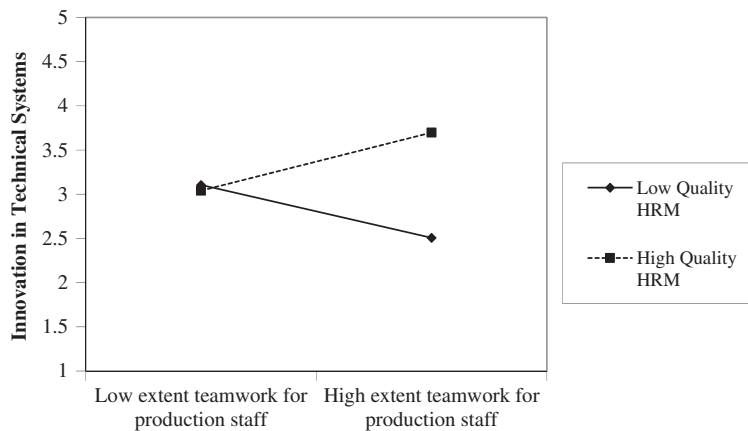 Innovation in Technical Systems
5
4.5
4
3.5
3
2.5
2
1.5
1
Low extent teamwork for
production staff
High extent teamwork for
production staff
Low Quality
HRM
High Quality
HRM